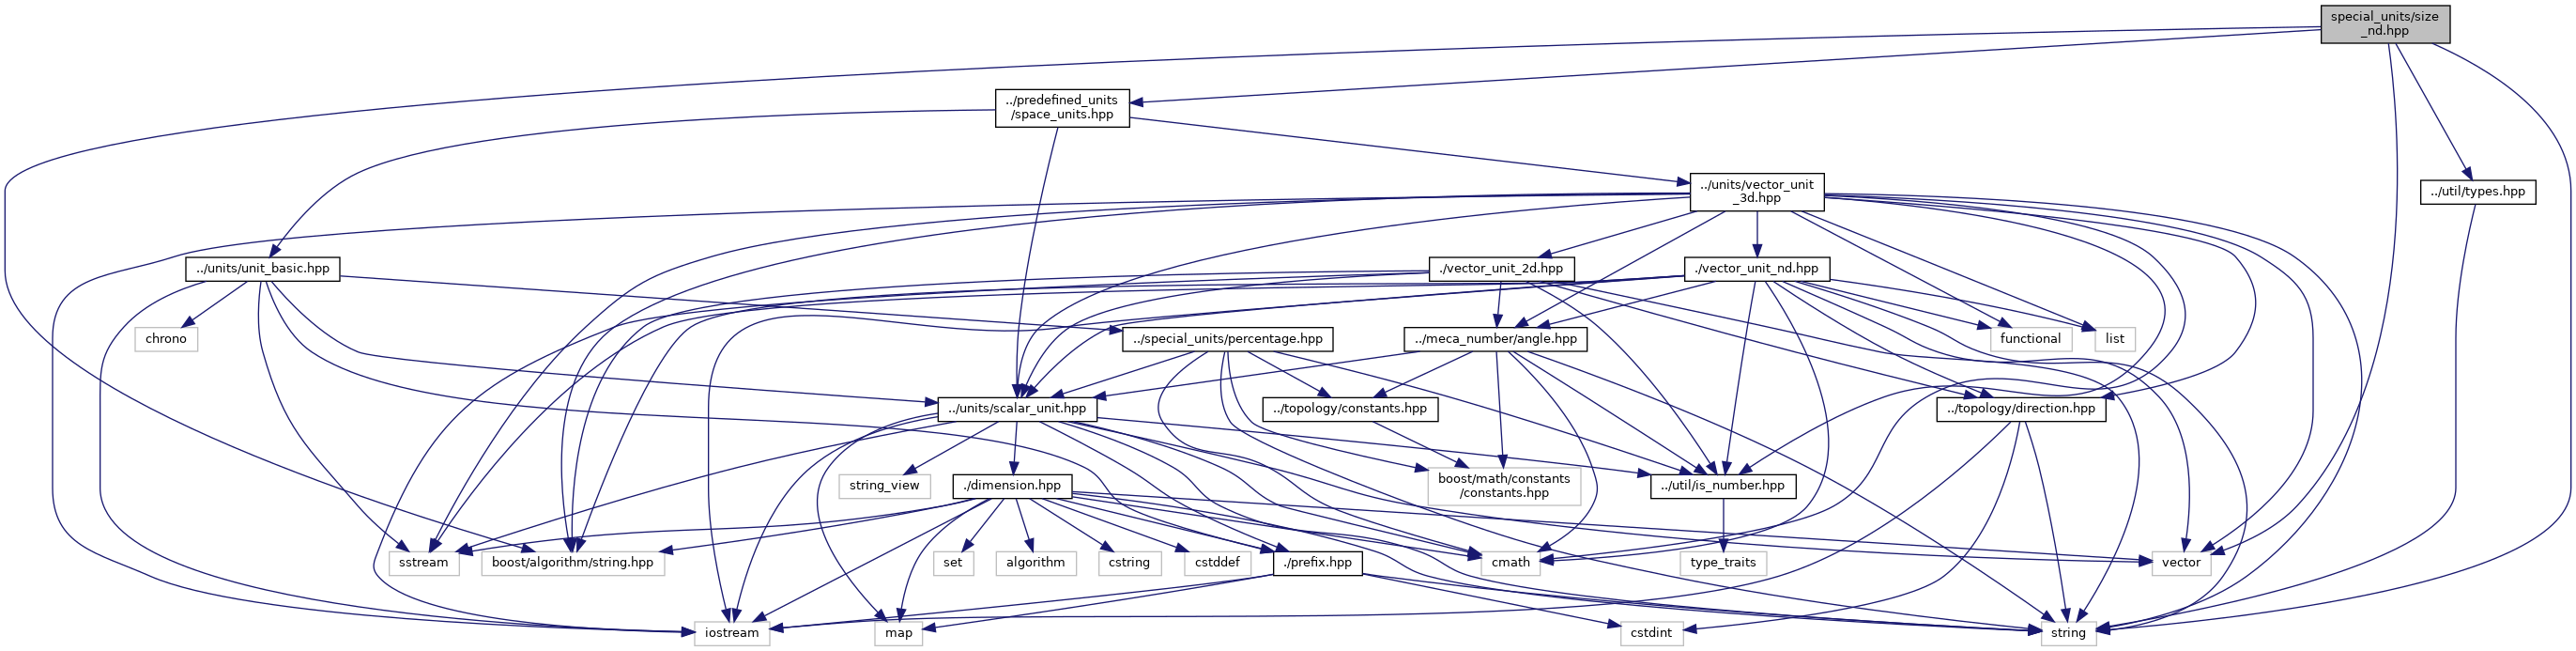 special_units/size
_nd.hpp
../predefined_units
/space_units.hpp
../units/vector_unit
_3d.hpp
../util/types.hpp
../units/unit_basic.hpp
./vector_unit_2d.hpp
./vector_unit_nd.hpp
chrono
../special_units/percentage.hpp
../meca_number/angle.hpp
functional
list
../units/scalar_unit.hpp
../topology/constants.hpp
../topology/direction.hpp
string_view
./dimension.hpp
boost/math/constants
/constants.hpp
../util/is_number.hpp
sstream
boost/algorithm/string.hpp
set
algorithm
cstring
cstddef
./prefix.hpp
cmath
type_traits
vector
iostream
map
cstdint
string